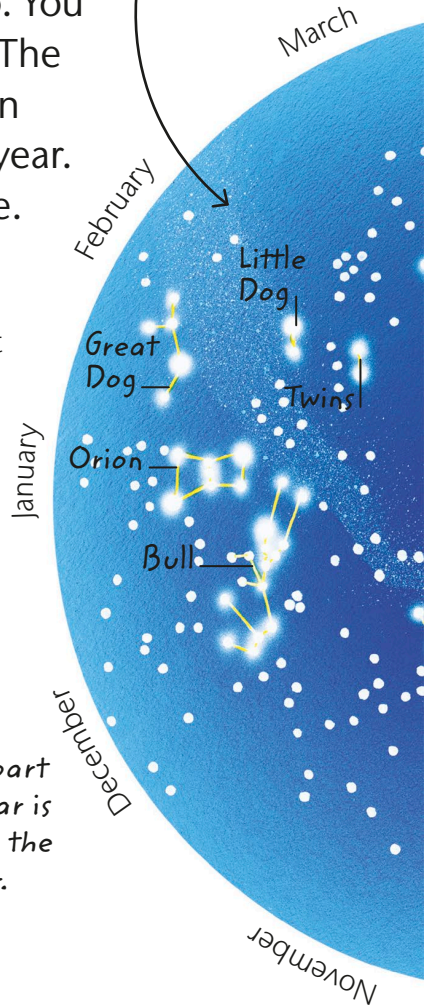 . You
The
n
year.
e.
March
February
Little
Dog
Great
Dog
Twins
January
Orion
Bull
December
part
ar is
the
November